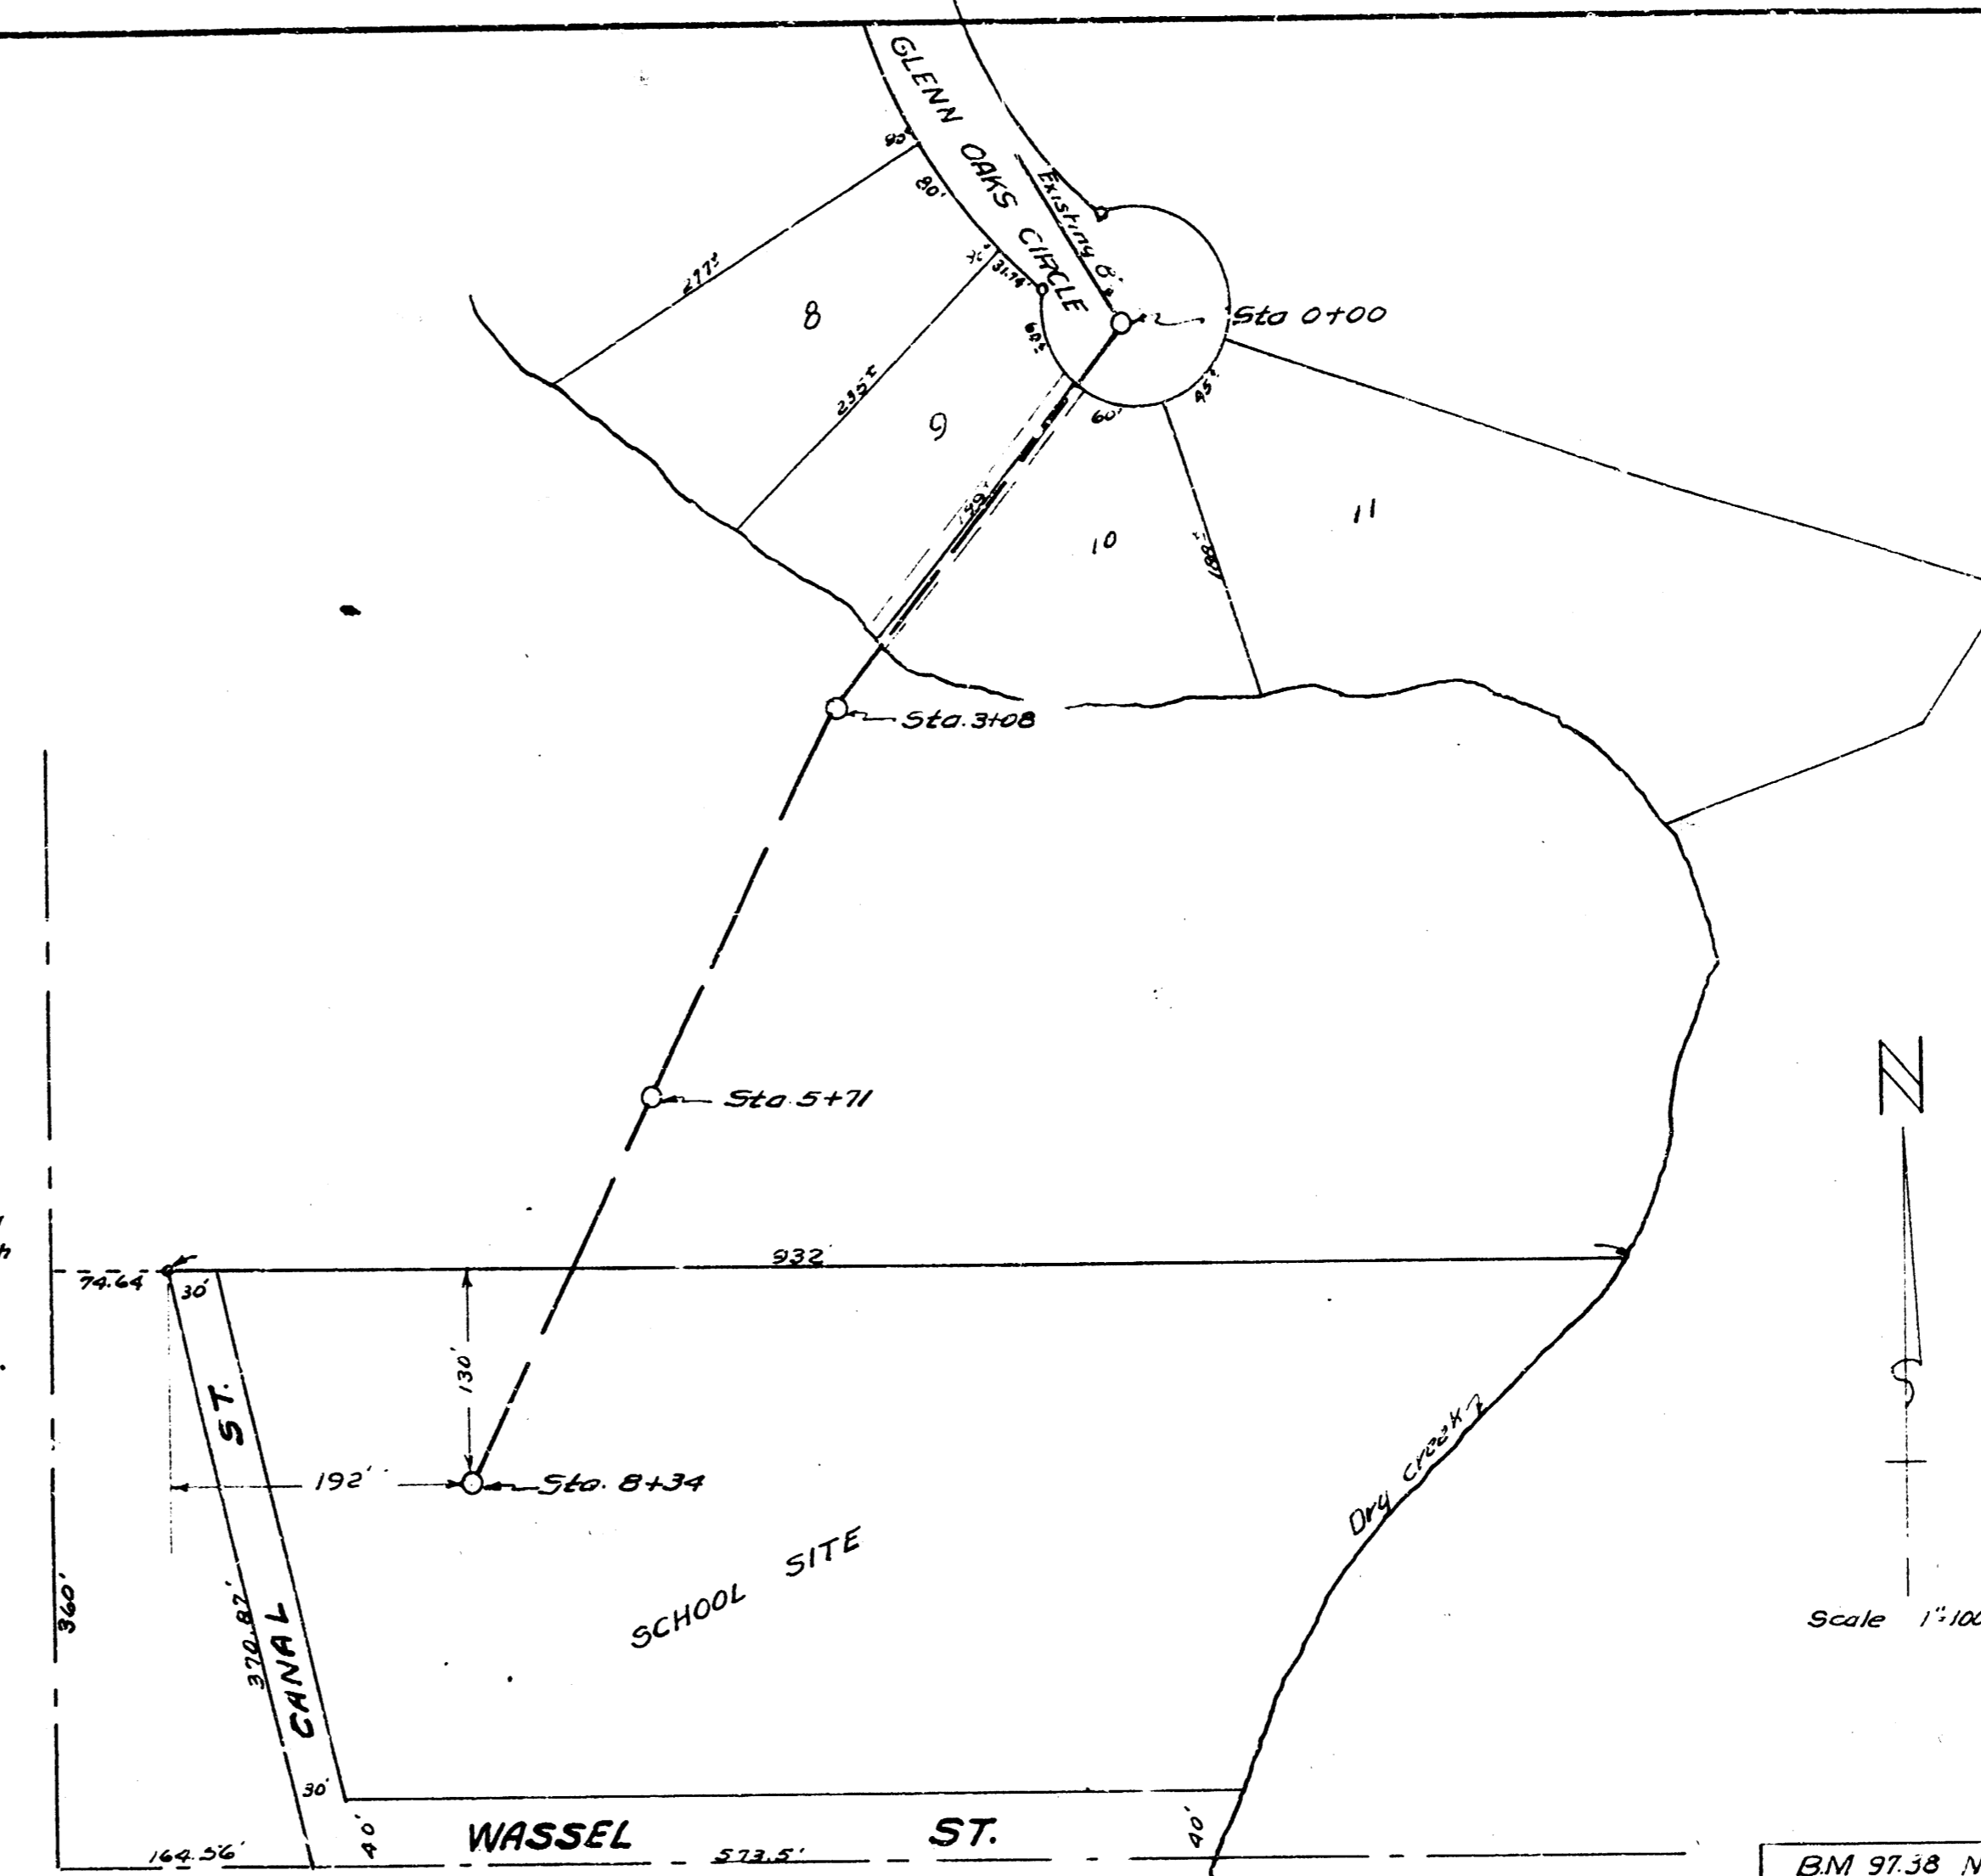 GLENN OAKS CIRCLE
Existing 8"
80'
277±
8
31.74
Sta 0+00
235±
9
60'
45±
10
11
188±
Sta. 3+08
Sta. 5+71
N
932'
74.64
30'
130'
ST.
CANAL
192'
Sta. 8+34
Dry creek
SCHOOL SITE
360'
370.82'
Scale 1"=100
30'
40'
WASSEL ST.
40'
164.56'
573.5'
B.M 97.38 N